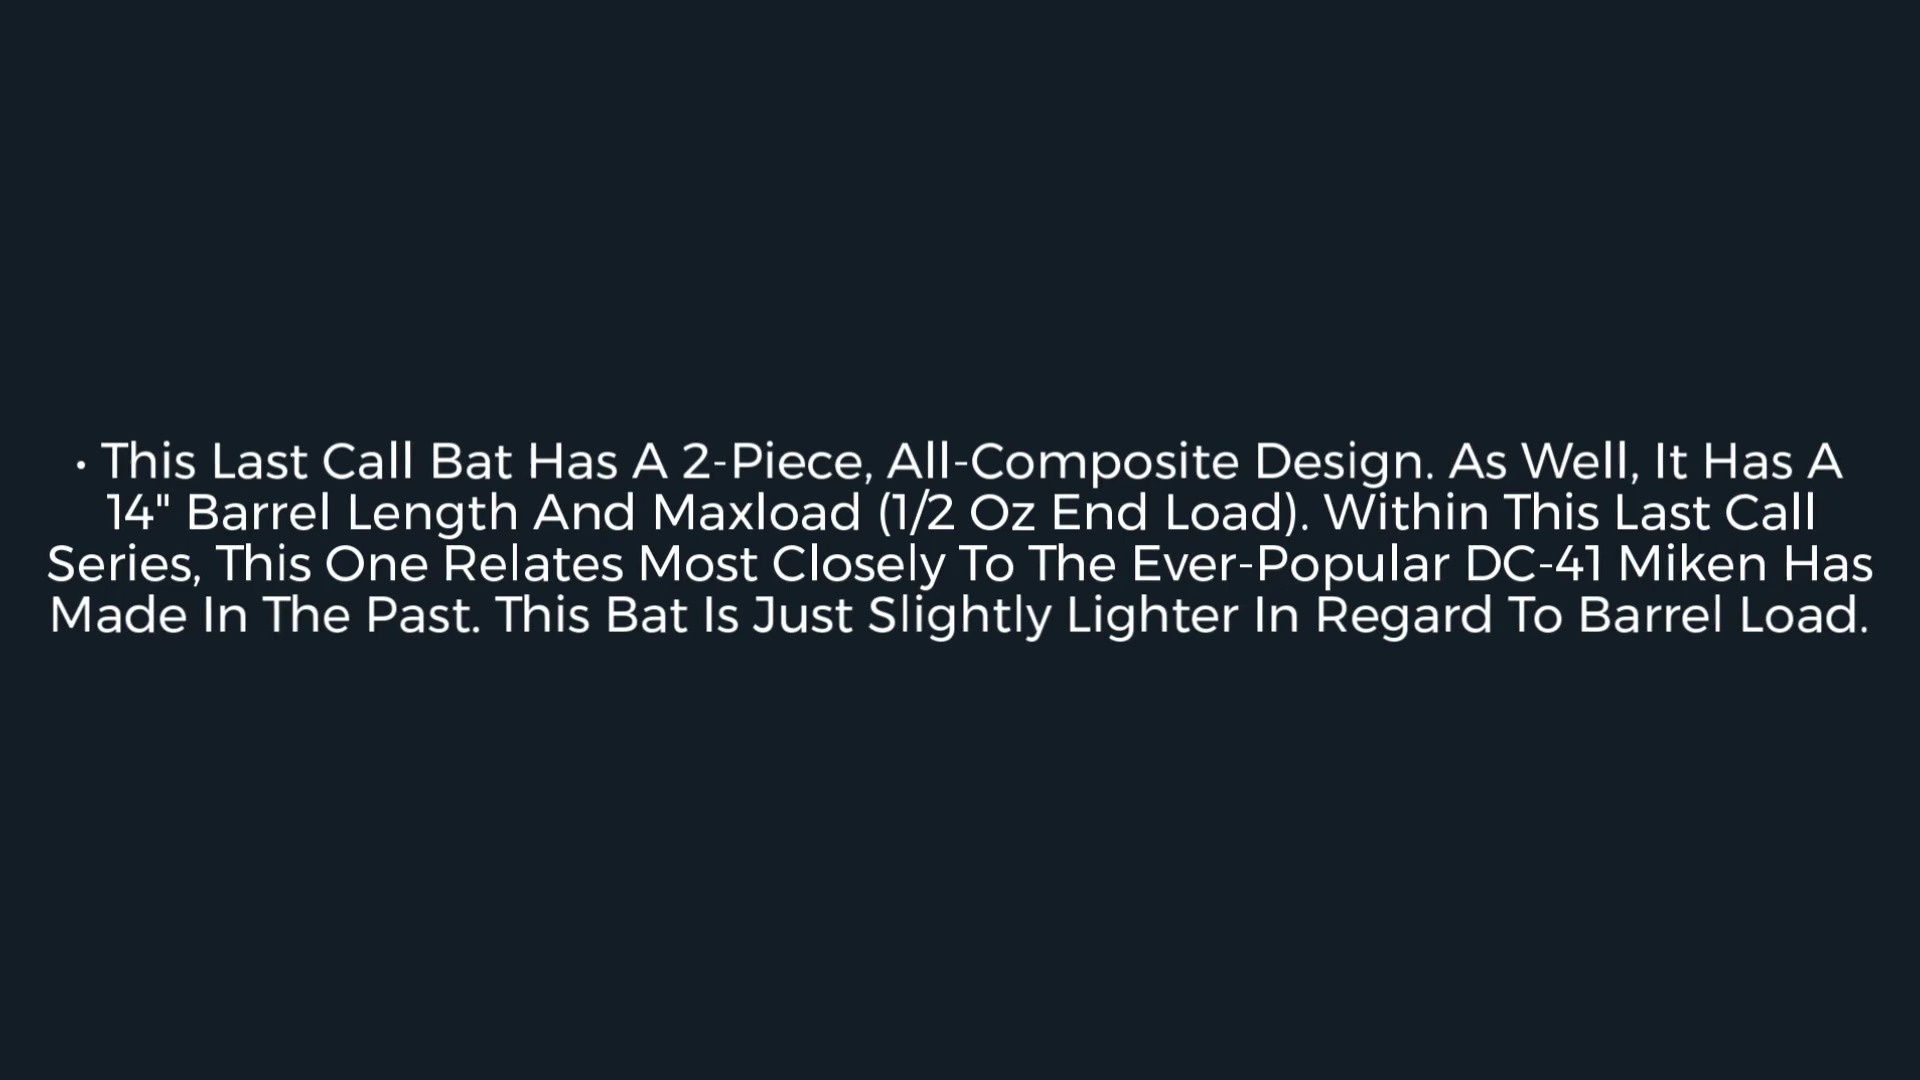 • This Last Call Bat Has A 2-Piece, All-Composite Design. As Well, It Has A
14" Barrel Length And Maxload (1/2 Oz End Load). Within This Last Call
Series, This One Relates Most Closely To The Ever-Popular DC-41 Miken Has
Made In The Past. This Bat Is Just Slightly Lighter In Regard To Barrel Load.